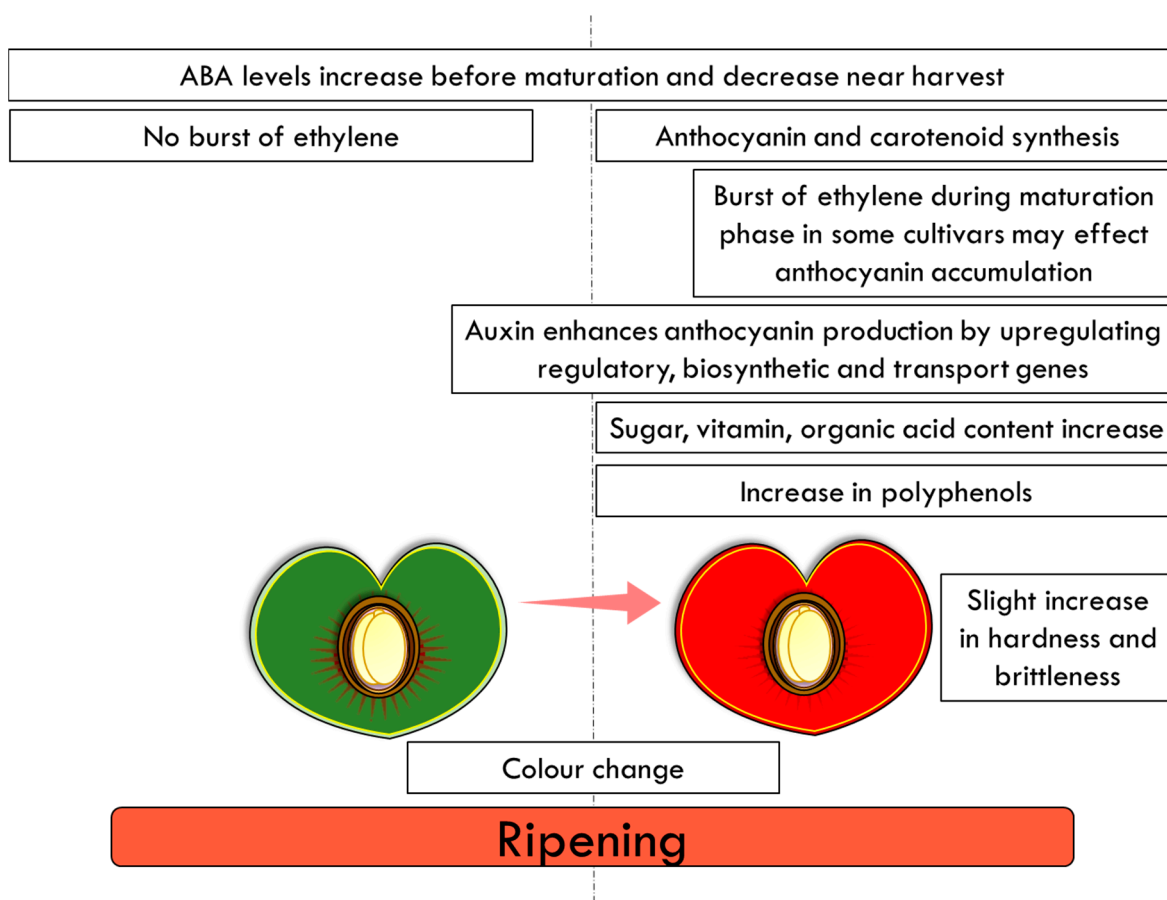 ABA levels increase before maturation and decrease near harvest
No burst of ethylene
Anthocyanin and carotenoid synthesis
Burst of ethylene during maturation
phase in some cultivars may effect
anthocyanin accumulation
Auxin enhances anthocyanin production by upregulating
regulatory, biosynthetic and transport genes
Sugar, vitamin, organic acid content increase
Increase in polyphenols
Slight increase
in hardness and
brittleness
Colour change
Ripening